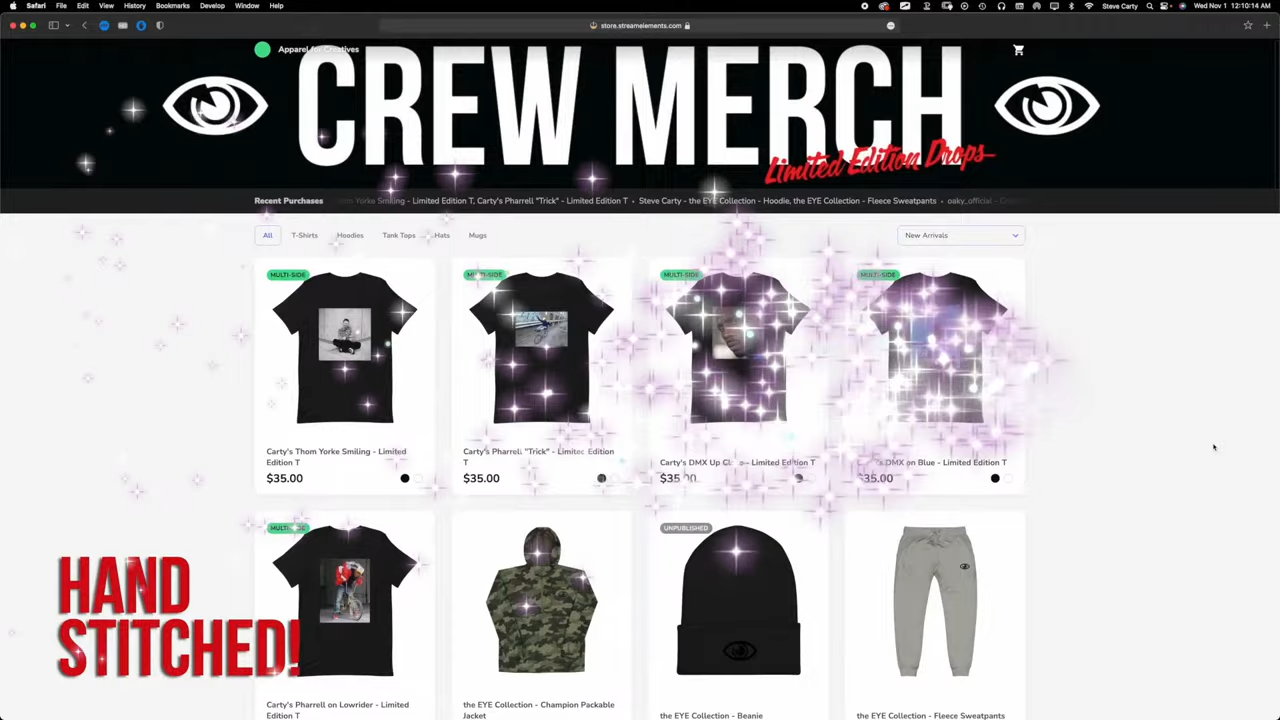 Safari File Edit View History Bookmarks Develop Window Help
Steve Carty Wed Nov 1 12:10:14 AM
store.streamelements.com
Apparel for Creatives
CREW MERCH
Limited Edition Drops
Recent Purchases
Yorke Smiling - Limited Edition T, Carty's Pharrell "Trick" - Limited Edition T • Steve Carty - the EYE Collection - Hoodie, the EYE Collection - Fleece Sweatpants • oaky_official -
All T-Shirts Hoodies Tank Tops Hats Mugs New Arrivals
MULTI-SIDE MULTI-SIDE MULTI-SIDE MULTI-SIDE
Carty's Thom Yorke Smiling - Limited
Edition T
$35.00
Carty's Pharrell "Trick" - Limited Edition
T
$35.00
Carty's DMX Up - Limited Edition T
$35.00
DMX on Blue - Limited Edition T
$35.00
MULTI-SIDE
UNPUBLISHED
HAND
STITCHED!
Carty's Pharrell on Lowrider - Limited
Edition T
the EYE Collection - Champion Packable
Jacket
the EYE Collection - Beanie
the EYE Collection - Fleece Sweatpants